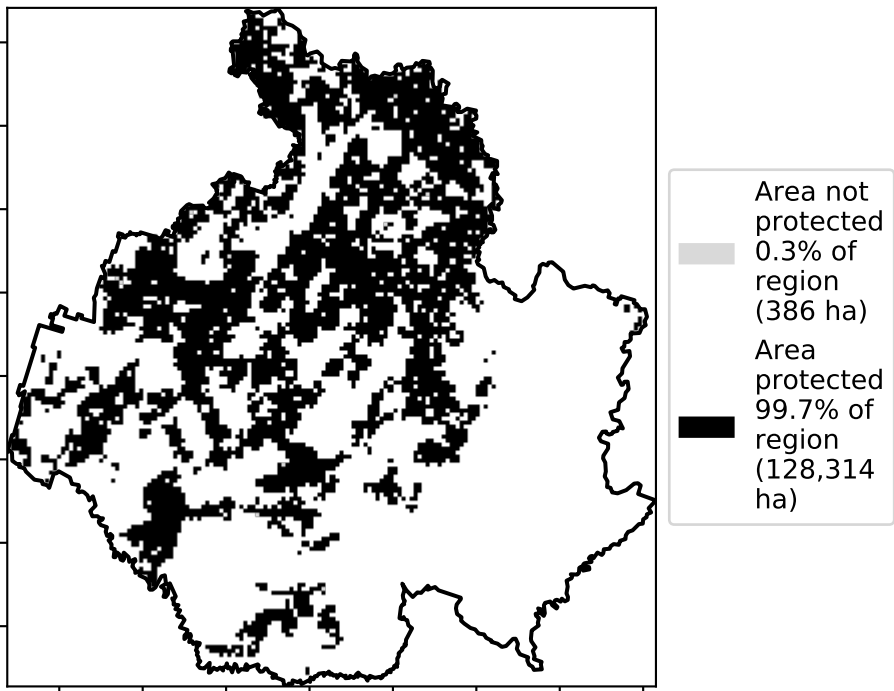 Area not
protected
0.3% of
region
(386 ha)
Area
protected
99.7% of
region
(128,314
ha)